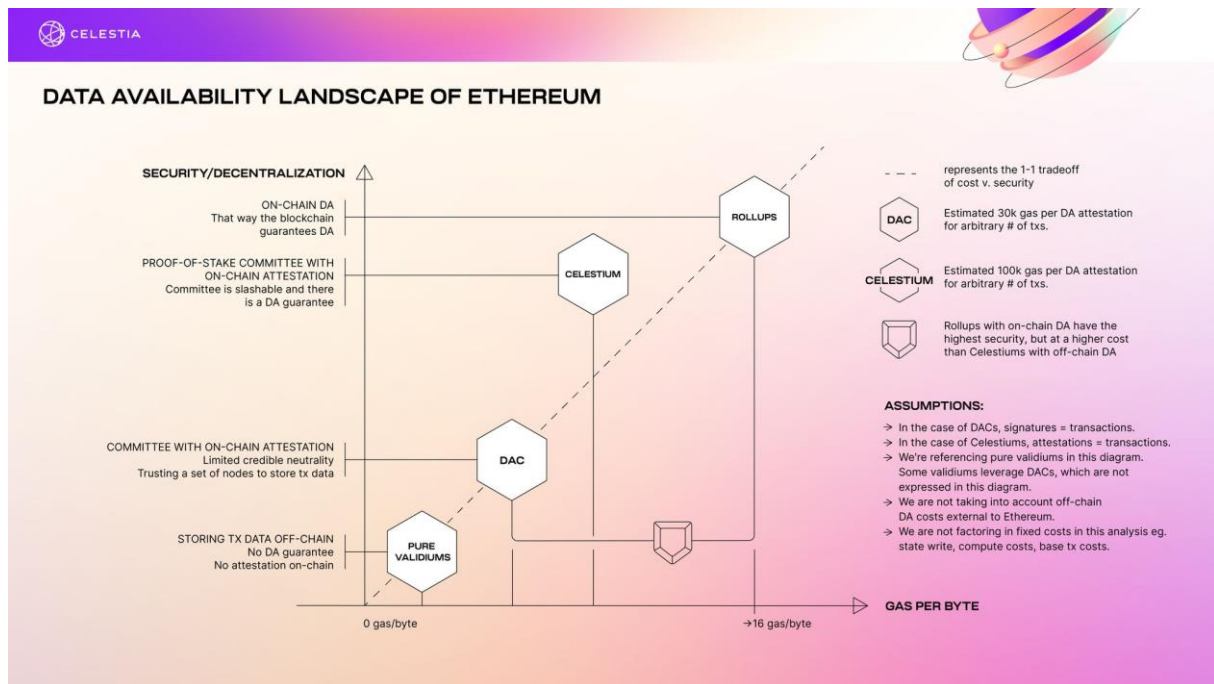 CELESTIA
DATA AVAILABILITY LANDSCAPE OF ETHEREUM
SECURITY/DECENTRALIZATION
ON-CHAIN DA
That way the blockchain
guarantees DA
PROOF-OF-STAKE COMMITTEE WITH
ON-CHAIN ATTESTATION
Committee is slashable and there
is a DA guarantee
COMMITTEE WITH ON-CHAIN ATTESTATION
Limited credible neutrality
Trusting a set of nodes to store tx data
STORING TX DATA OFF-CHAIN
No DA guarantee
No attestation on-chain
ROLLUPS
CELESTIUM
DAC
PURE
VALIDIUMS
0 gas/byte
→16 gas/byte
GAS PER BYTE
represents the 1-1 tradeoff
of cost v. security
DAC
Estimated 30k gas per DA attestation
for arbitrary # of txs.
CELESTIUM
Estimated 100k gas per DA attestation
for arbitrary # of txs.
Rollups with on-chain DA have the
highest security, but at a higher cost
than Celestiums with off-chain DA
ASSUMPTIONS:
→ In the case of DACs, signatures = transactions.
→ In the case of Celestiums, attestations = transactions.
→ We're referencing pure validiums in this diagram.
Some validiums leverage DACs, which are not
expressed in this diagram.
→ We are not taking into account off-chain
DA costs external to Ethereum.
→ We are not factoring in fixed costs in this analysis eg.
state write, compute costs, base tx costs.